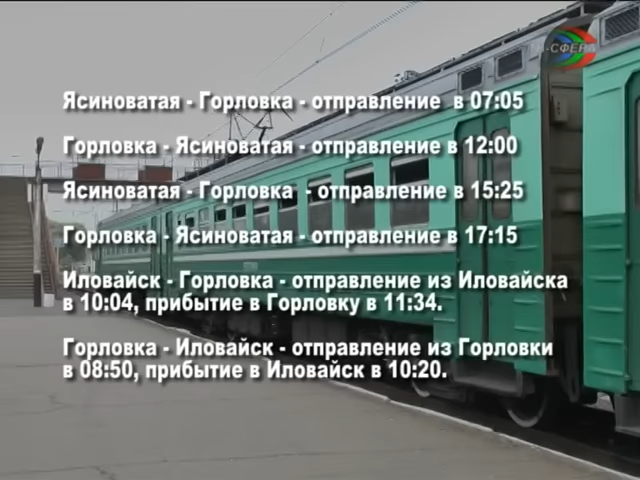 ТИ-СФЕРА
Ясиноватая - Горловка - отправление в 07:05
Горловка - Ясиноватая - отправление в 12:00
Ясиноватая - Горловка - отправление в 15:25
Горловка - Ясиноватая - отправление в 17:15
Иловайск - Горловка - отправление из Иловайска
в 10:04, прибытие в Горловку в 11:34.
Горловка - Иловайск - отправление из Горловки
в 08:50, прибытие в Иловайск в 10:20.